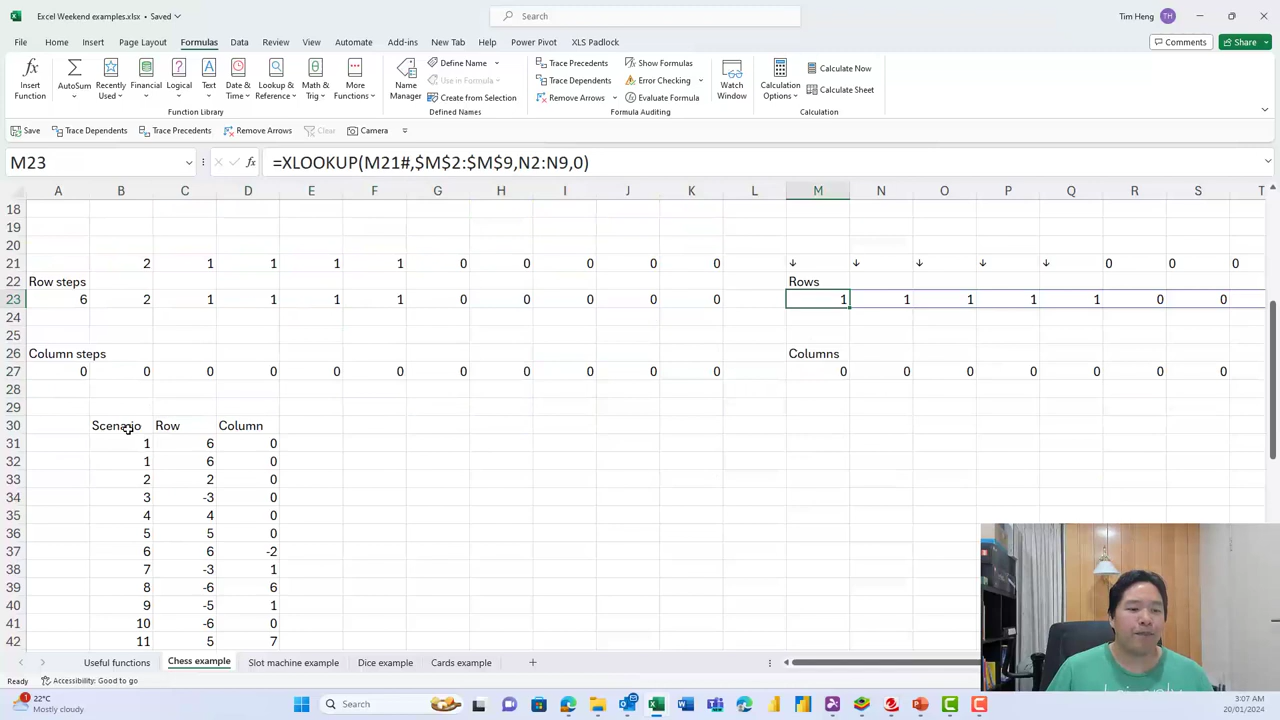 Excel Weekend examples.xlsx • Saved
Search
Tim Heng TH
File Home Insert Page Layout Formulas Data Review View Automate Add-ins New Tab Help Power Pivot XLS Padlock
Comments Share
Insert Function
AutoSum
Recently Used
Financial
Logical
Text
Date & Time
Lookup & Reference
Math & Trig
More Functions
Function Library
Name Manager
Define Name
Use in Formula
Create from Selection
Defined Names
Trace Precedents
Trace Dependents
Remove Arrows
Show Formulas
Error Checking
Evaluate Formula
Formula Auditing
Watch Window
Calculation Options
Calculate Now
Calculate Sheet
Calculation
Save Trace Dependents Trace Precedents Remove Arrows Clear Camera
M23 fx =XLOOKUP(M21#,$M$2:$M$9,N2:N9,0)
A B C D E F G H I J K L M N O P Q R S T
18
19
20
21 2 1 1 1 1 0 0 0 0 0 ↓ ↓ ↓ ↓ ↓ 0 0 0
22 Row steps Rows
23 6 2 1 1 1 1 0 0 0 0 0 1 1 1 1 1 0 0
24
25
26 Column steps Columns
27 0 0 0 0 0 0 0 0 0 0 0 0 0 0 0 0 0 0
28
29
30 Scenario Row Column
31 1 6 0
32 1 6 0
33 2 2 0
34 3 -3 0
35 4 4 0
36 5 5 0
37 6 6 -2
38 7 -3 1
39 8 -6 6
40 9 -5 1
41 10 -6 0
42 11 5 7
Useful functions Chess example Slot machine example Dice example Cards example
Ready Accessibility: Good to go
1 22°C
Mostly cloudy
Search
3:07 AM
20/01/2024